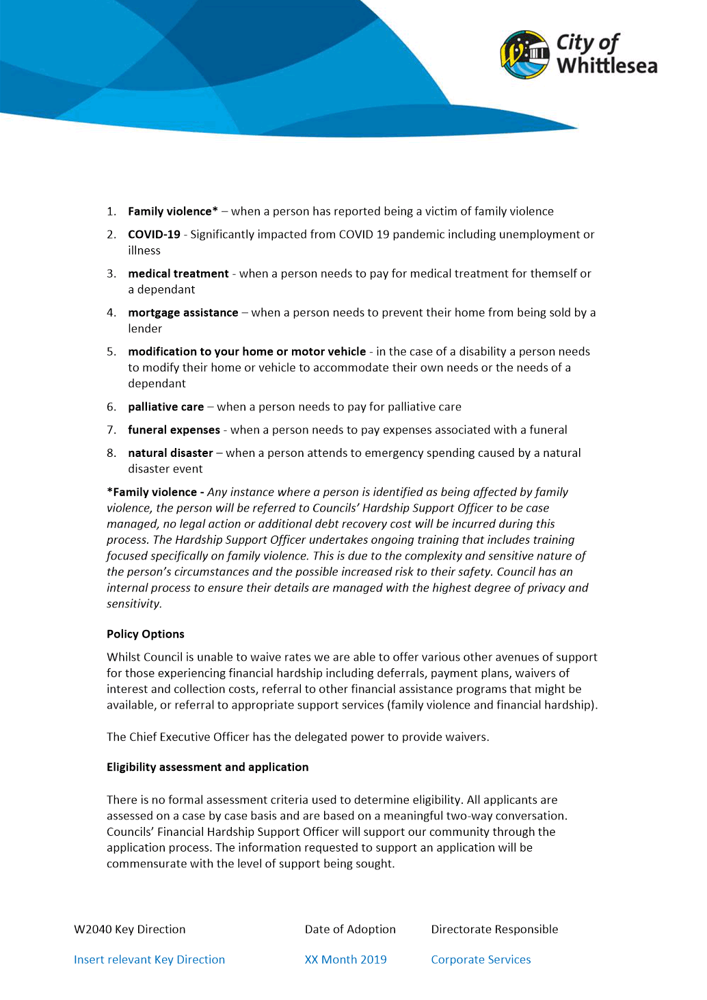 City of
Whittlesea
1. Family violence* – when a person has reported being a victim of family violence
2. COVID-19 - Significantly impacted from COVID 19 pandemic including unemployment or
illness
3. medical treatment - when a person needs to pay for medical treatment for themself or
a dependant
4. mortgage assistance – when a person needs to prevent their home from being sold by a
lender
5. modification to your home or motor vehicle - in the case of a disability a person needs
to modify their home or vehicle to accommodate their own needs or the needs of a
dependant
6. palliative care – when a person needs to pay for palliative care
7. funeral expenses - when a person needs to pay expenses associated with a funeral
8. natural disaster – when a person attends to emergency spending caused by a natural
disaster event
*Family violence - Any instance where a person is identified as being affected by family
violence, the person will be referred to Councils’ Hardship Support Officer to be case
managed, no legal action or additional debt recovery cost will be incurred during this
process. The Hardship Support Officer undertakes ongoing training that includes training
focused specifically on family violence. This is due to the complexity and sensitive nature of
the person’s circumstances and the possible increased risk to their safety. Council has an
internal process to ensure their details are managed with the highest degree of privacy and
sensitivity.
Policy Options
Whilst Council is unable to waive rates we are able to offer various other avenues of support
for those experiencing financial hardship including deferrals, payment plans, waivers of
interest and collection costs, referral to other financial assistance programs that might be
available, or referral to appropriate support services (family violence and financial hardship).
The Chief Executive Officer has the delegated power to provide waivers.
Eligibility assessment and application
There is no formal assessment criteria used to determine eligibility. All applicants are
assessed on a case by case basis and are based on a meaningful two-way conversation.
Councils’ Financial Hardship Support Officer will support our community through the
application process. The information requested to support an application will be
commensurate with the level of support being sought.
W2040 Key Direction Date of Adoption Directorate Responsible
Insert relevant Key Direction XX Month 2019 Corporate Services